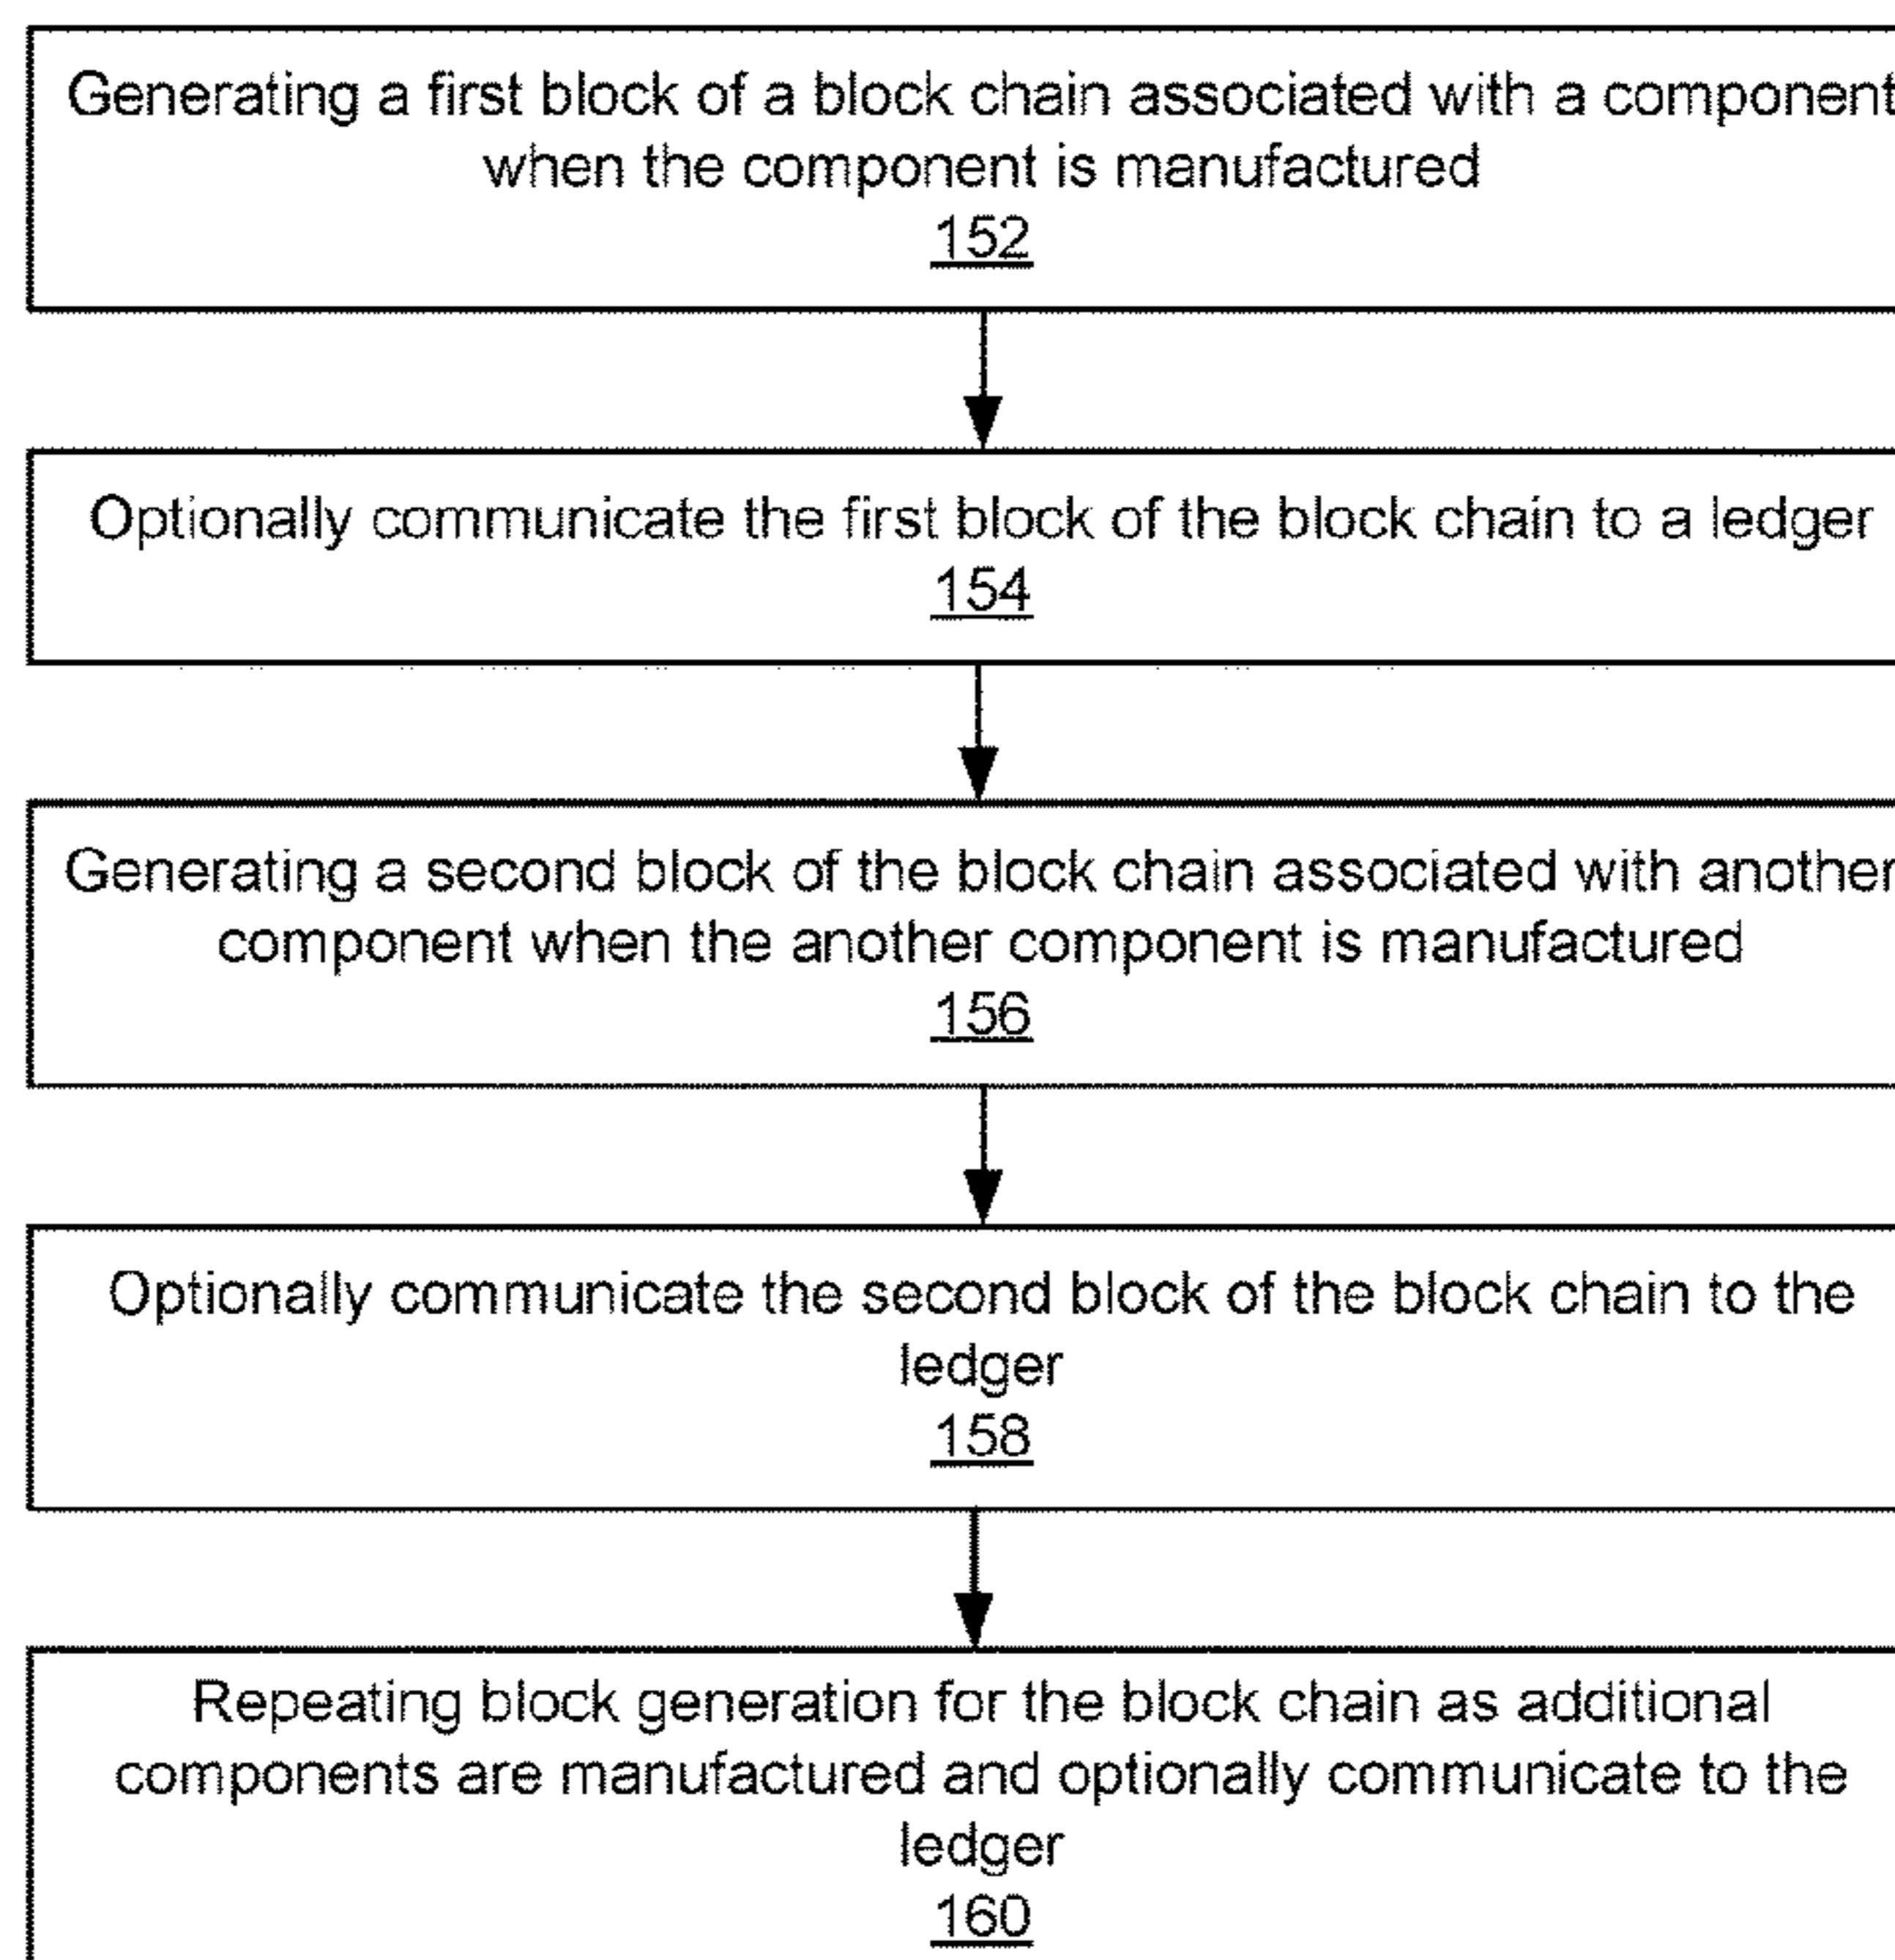 Generating a first block of a block chain associated with a component
when the component is manufactured
152
Optionally communicate the first block of the block chain to a ledger
154
Generating a second block of the block chain associated with another
component when the another component is manufactured
156
Optionally communicate the second block of the block chain to the
ledger
158
Repeating block generation for the block chain as additional
components are manufactured and optionally communicate to the
ledger
160